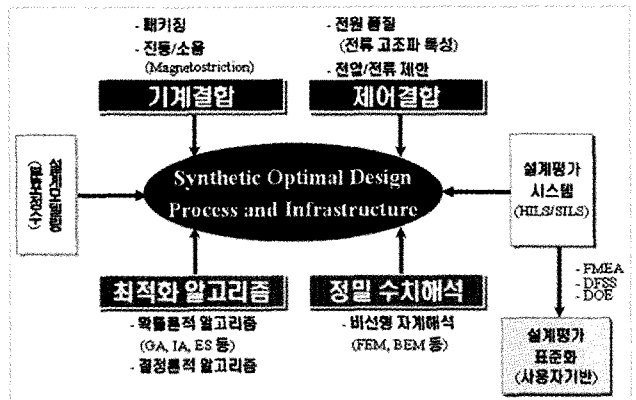 - 패키징
- 진동/소음
(Magnetostriction)
기계결합
- 전원 품질
(전류 고조파 특성)
- 전압/전류 제한
제어결합
Synthetic Optimal Design
Process and Infrastructure
설계평가
시스템
(HILS/SILS)
- FMEA
- DFSS
- DOE
설계평가
표준화
(사용자기반)
최적화 알고리즘
- 확률론적 알고리즘
(GA, IA, ES 등)
- 결정론적 알고리즘
정밀 수치해석
- 비선형 자계해석
(FEM, BEM 등)